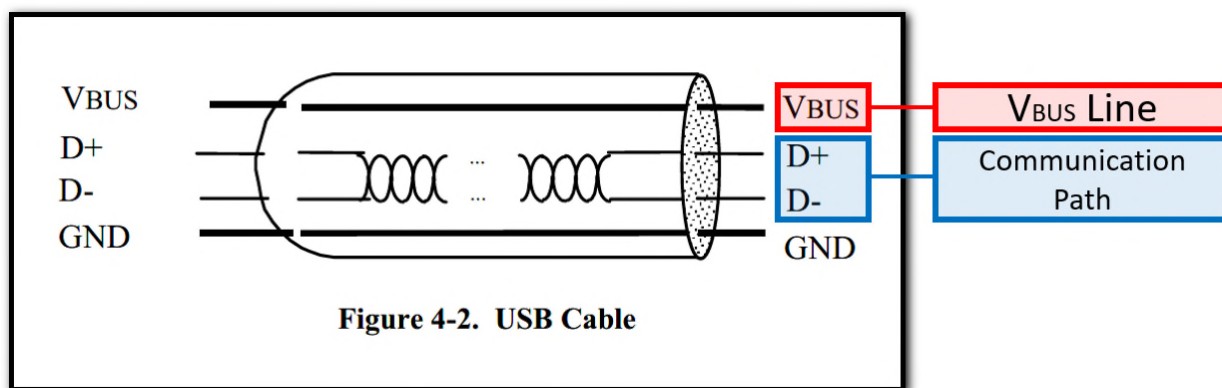 VBUS
D+
D-
GND
...
...
VBUS
D+
D-
GND
VBUS Line
Communication
Path
Figure 4-2. USB Cable